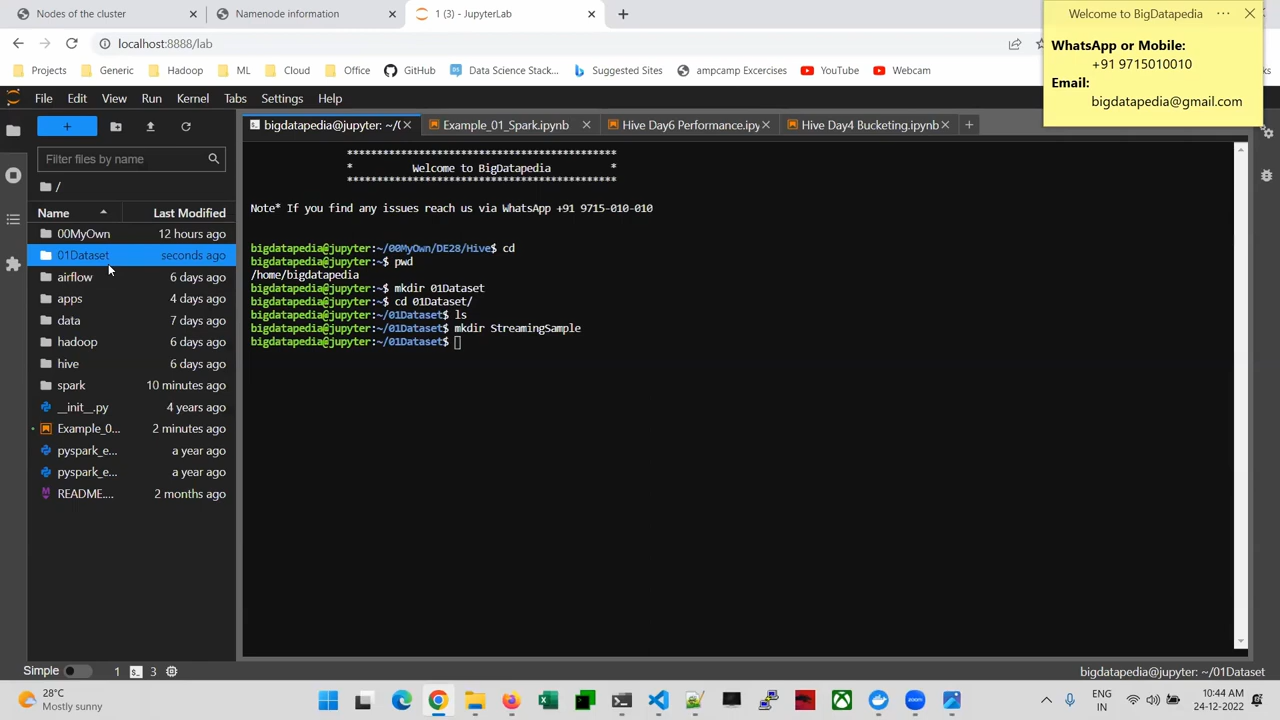 Nodes of the cluster
Namenode information
1 (3) - JupyterLab
Welcome to BigDatapedia
WhatsApp or Mobile:
+91 9715010010
Email:
bigdatapedia@gmail.com
localhost:8888/lab
Projects Generic Hadoop ML Cloud Office GitHub Data Science Stack... Suggested Sites ampcamp Excercises YouTube Webcam
File Edit View Run Kernel Tabs Settings Help
bigdatapedia@jupyter: ~/(
Example_01_Spark.ipynb
Hive Day6 Performance.ipy
Hive Day4 Bucketing.ipynb
Filter files by name
/
Name Last Modified
00MyOwn 12 hours ago
01Dataset seconds ago
airflow 6 days ago
apps 4 days ago
data 7 days ago
hadoop 6 days ago
hive 6 days ago
spark 10 minutes ago
__init__.py 4 years ago
Example_0... 2 minutes ago
pyspark_e... a year ago
pyspark_e... a year ago
README.... 2 months ago
*********************************************
* Welcome to BigDatapedia *
*********************************************
Note* If you find any issues reach us via WhatsApp +91 9715-010-010
bigdatapedia@jupyter:~/00MyOwn/DE28/Hive$ cd
bigdatapedia@jupyter:~$ pwd
/home/bigdatapedia
bigdatapedia@jupyter:~$ mkdir 01Dataset
bigdatapedia@jupyter:~$ cd 01Dataset/
bigdatapedia@jupyter:~/01Dataset$ ls
bigdatapedia@jupyter:~/01Dataset$ mkdir StreamingSample
bigdatapedia@jupyter:~/01Dataset$
Simple 1 3
bigdatapedia@jupyter: ~/01Dataset
28°C
Mostly sunny
ENG
IN
10:44 AM
24-12-2022